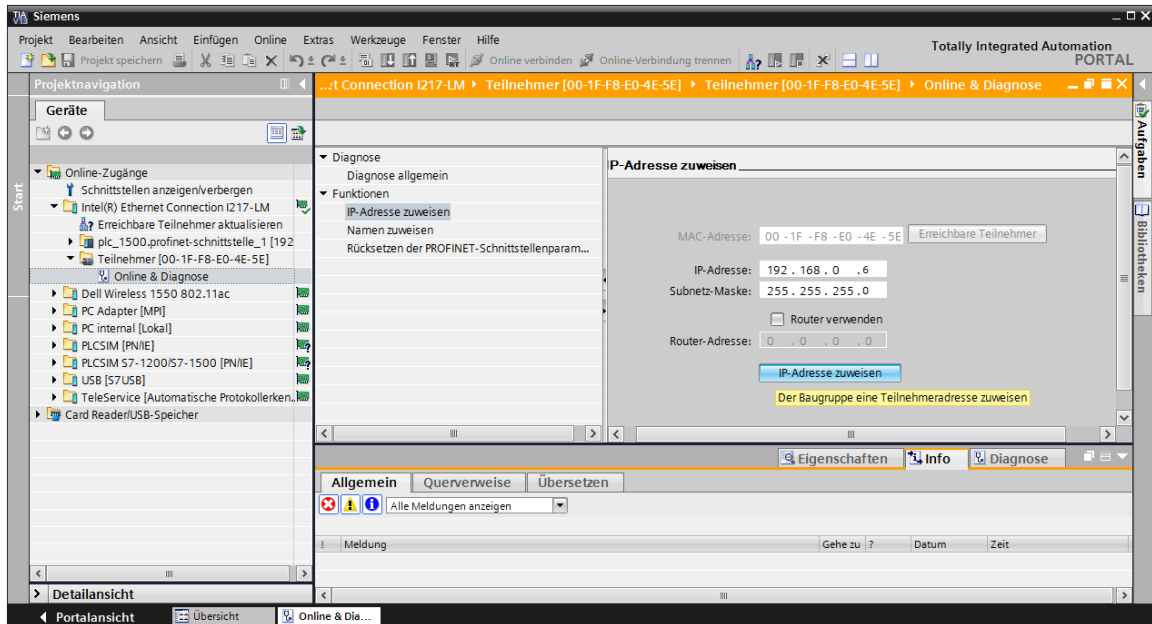 Siemens
Projekt Bearbeiten Ansicht Einfügen Online Extras Werkzeuge Fenster Hilfe
Totally Integrated Automation
PORTAL
Projekt speichern Online verbinden Online-Verbindung trennen
Projektnavigation
...t Connection I217-LM Teilnehmer [00-1F-F8-E0-4E-5E] Teilnehmer [00-1F-F8-E0-4E-5E] Online & Diagnose
Geräte
Start
Online-Zugänge
Schnittstellen anzeigen/verbergen
Intel(R) Ethernet Connection I217-LM
Erreichbare Teilnehmer aktualisieren
plc_1500.profinet-schnittstelle_1 [192
Teilnehmer [00-1F-F8-E0-4E-5E]
Online & Diagnose
Dell Wireless 1550 802.11ac
PC Adapter [MPI]
PC internal [Lokal]
PLCSIM [PN/IE]
PLCSIM S7-1200/S7-1500 [PN/IE]
USB [S7USB]
TeleService [Automatische Protokollerken..
Card Reader/USB-Speicher
Detailansicht
Diagnose
Diagnose allgemein
Funktionen
IP-Adresse zuweisen
Namen zuweisen
Rücksetzen der PROFINET-Schnittstellenparam...
IP-Adresse zuweisen
MAC-Adresse: 00 -1F -F8 -E0 -4E -5E Erreichbare Teilnehmer
IP-Adresse: 192 . 168 . 0 . 6
Subnetz-Maske: 255 . 255 . 255 . 0
Router verwenden
Router-Adresse: 0 . 0 . 0 . 0
IP-Adresse zuweisen
Der Baugruppe eine Teilnehmeradresse zuweisen
Aufgaben
Bibliotheken
Eigenschaften Info Diagnose
Allgemein Querverweise Übersetzen
Alle Meldungen anzeigen
! Meldung Gehe zu ? Datum Zeit
Portalansicht Übersicht Online & Dia...